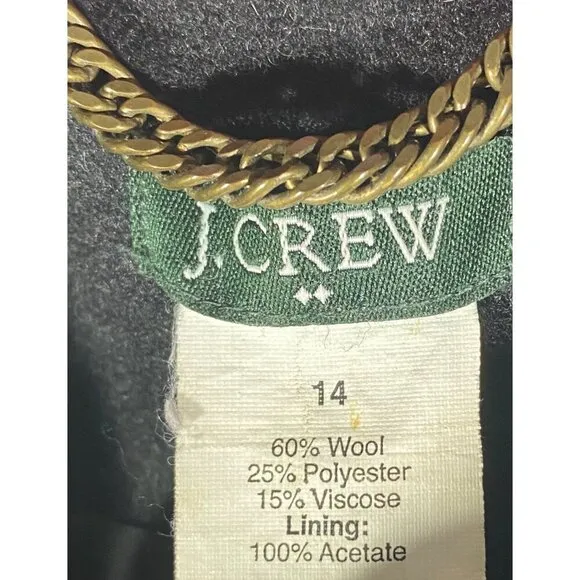 J.CREW
14
60% Wool
25% Polyester
15% Viscose
Lining:
100% Acetate